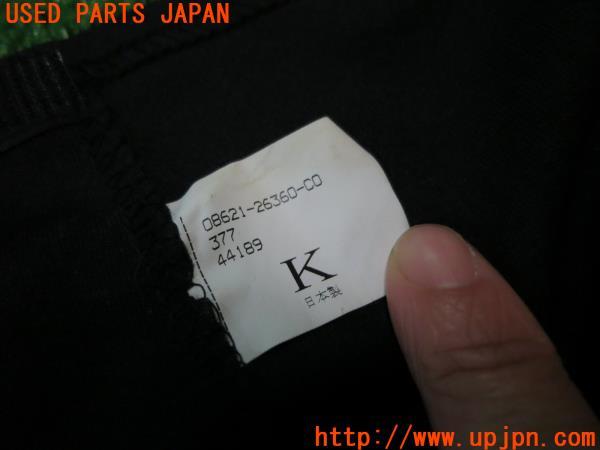 USED PARTS JAPAN
08621-26360-C0
377
44189
K
日本製
http://www.upjpn.com